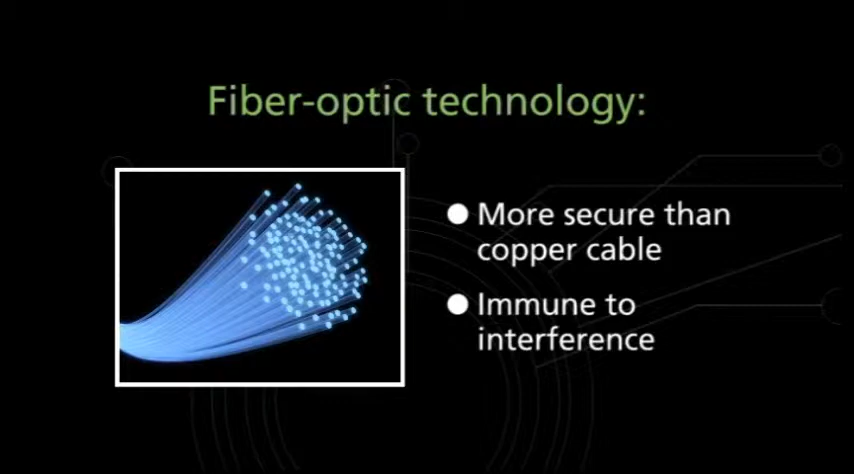 Fiber-optic technology:
● More secure than
copper cable
● Immune to
interference